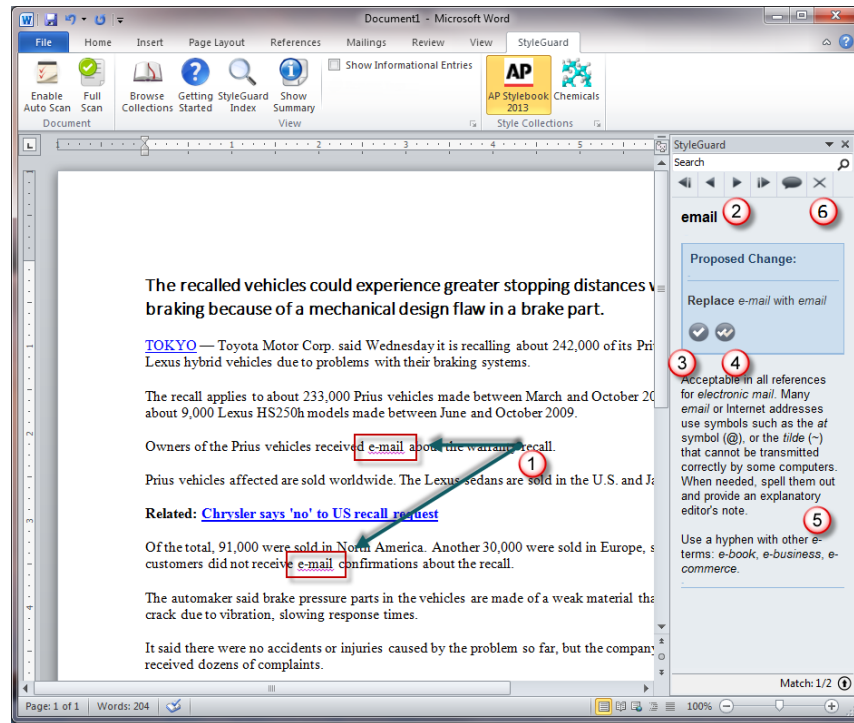 Document1 - Microsoft Word
File Home Insert Page Layout References Mailings Review View StyleGuard
Enable Auto Scan
Full Scan
Browse Collections
Getting Started
StyleGuard Index
Show Summary
Show Informational Entries
AP
AP Stylebook 2013
Chemicals
Document View Style Collections
1 1 2 3 4 5
StyleGuard
Search
email
2
6
Proposed Change:
Replace e-mail with email
3
4
Acceptable in all references
for electronic mail. Many
email or Internet addresses
use symbols such as the at
symbol (@), or the tilde (~)
that cannot be transmitted
correctly by some computers.
When needed, spell them out
and provide an explanatory
editor's note.
5
Use a hyphen with other e-
terms: e-book, e-business, e-
commerce.
Match: 1/2
The recalled vehicles could experience greater stopping distances
braking because of a mechanical design flaw in a brake part.
TOKYO — Toyota Motor Corp. said Wednesday it is recalling about 242,000 of its Pri
Lexus hybrid vehicles due to problems with their braking systems.
The recall applies to about 233,000 Prius vehicles made between March and October 20
about 9,000 Lexus HS250h models made between June and October 2009.
Owners of the Prius vehicles received e-mail about the warranty recall.
1
Prius vehicles affected are sold worldwide. The Lexus sedans are sold in the U.S. and Ja
Related: Chrysler says 'no' to US recall request
Of the total, 91,000 were sold in North America. Another 30,000 were sold in Europe, s
customers did not receive e-mail confirmations about the recall.
The automaker said brake pressure parts in the vehicles are made of a weak material tha
crack due to vibration, slowing response times.
It said there were no accidents or injuries caused by the problem so far, but the company
received dozens of complaints.
Page: 1 of 1 Words: 204 100%